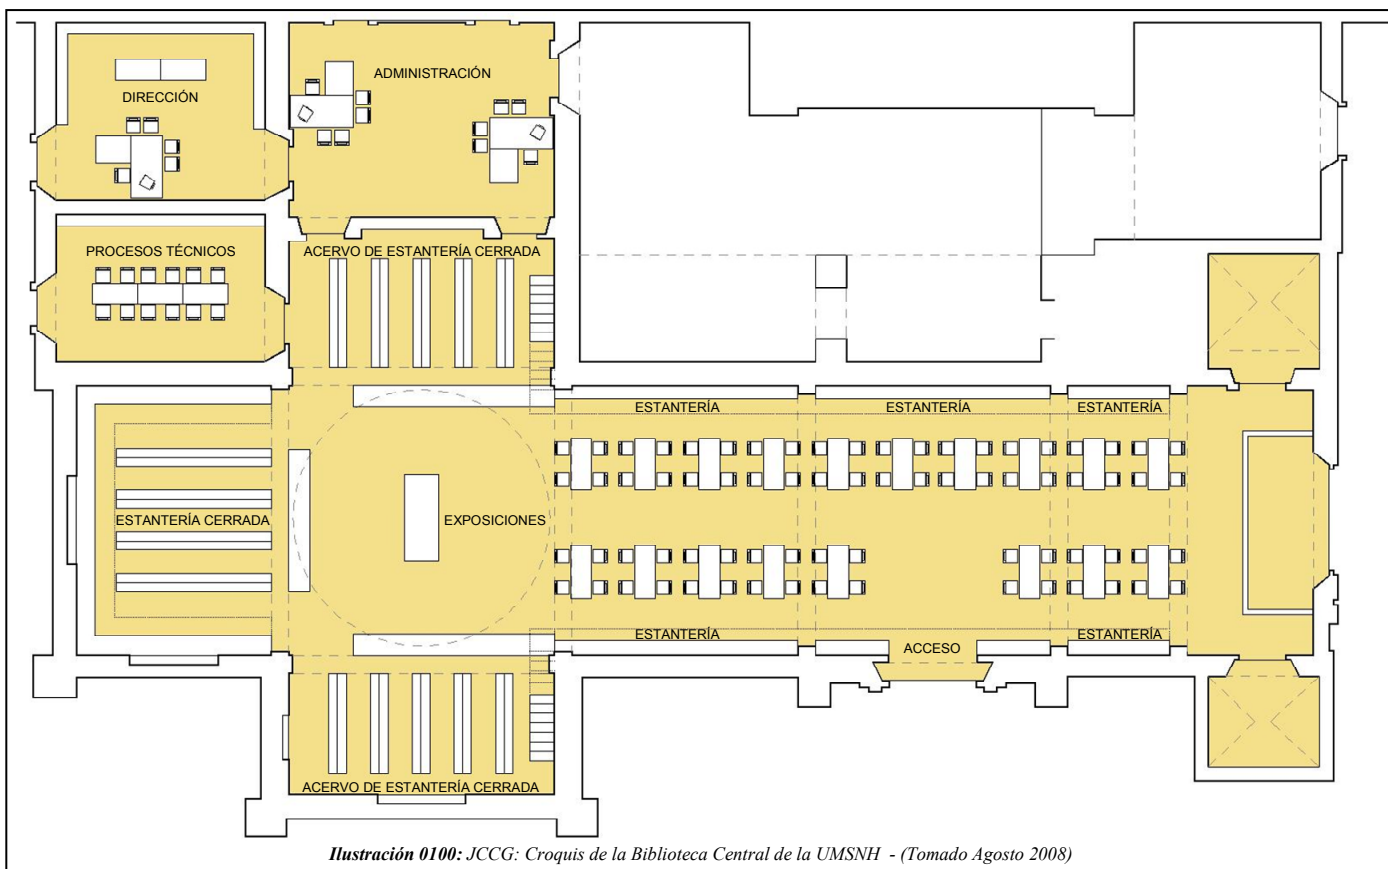 ADMINISTRACIÓN
DIRECCIÓN
PROCESOS TÉCNICOS
ACERVO DE ESTANTERÍA CERRADA
ESTANTERÍA
ESTANTERÍA
ESTANTERÍA
ESTANTERÍA CERRADA
EXPOSICIONES
ESTANTERÍA
ESTANTERÍA
ACCESO
ACERVO DE ESTANTERÍA CERRADA
Ilustración 0100: JCCG: Croquis de la Biblioteca Central de la UMSNH - (Tomado Agosto 2008)